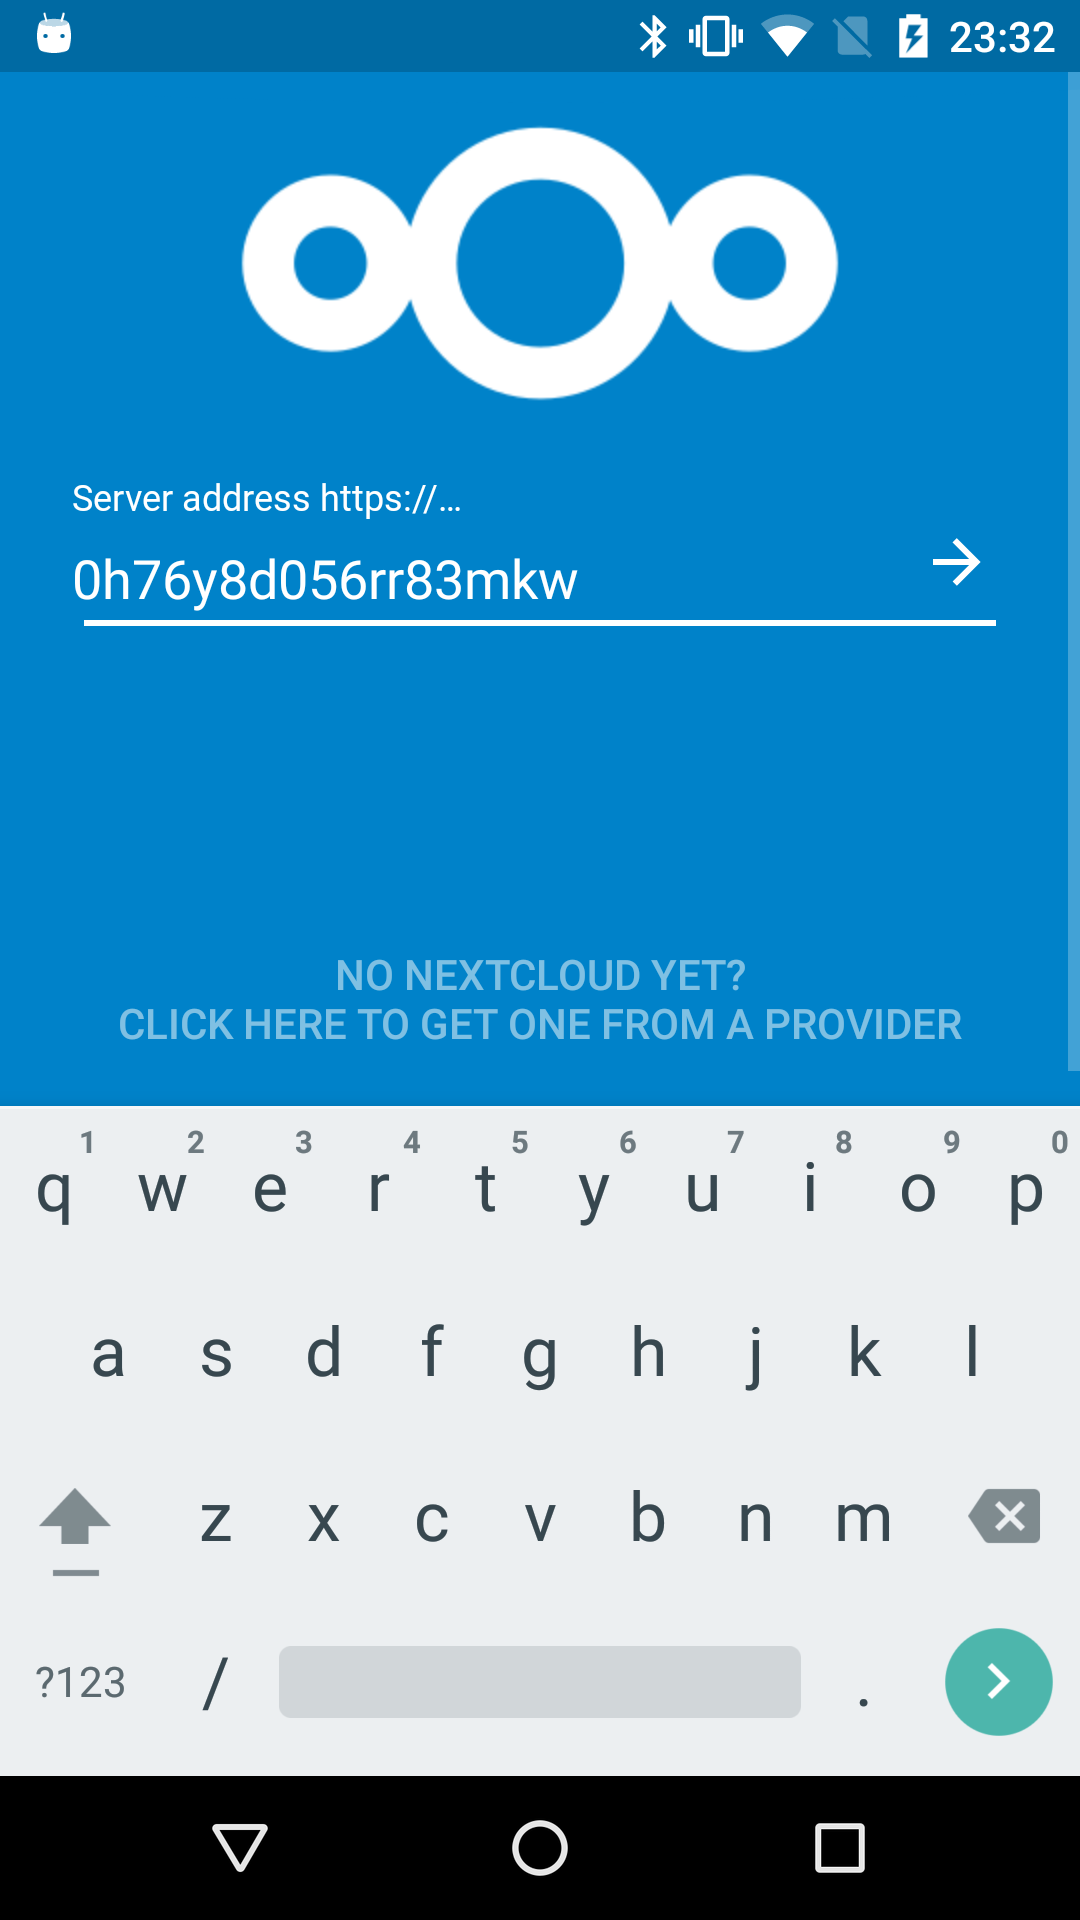 23:32
Server address https://…
0h76y8d056rr83mkw
NO NEXTCLOUD YET?
CLICK HERE TO GET ONE FROM A PROVIDER
1 2 3 4 5 6 7 8 9 0
q w e r t y u i o p
a s d f g h j k l
z x c v b n m
?123 / .